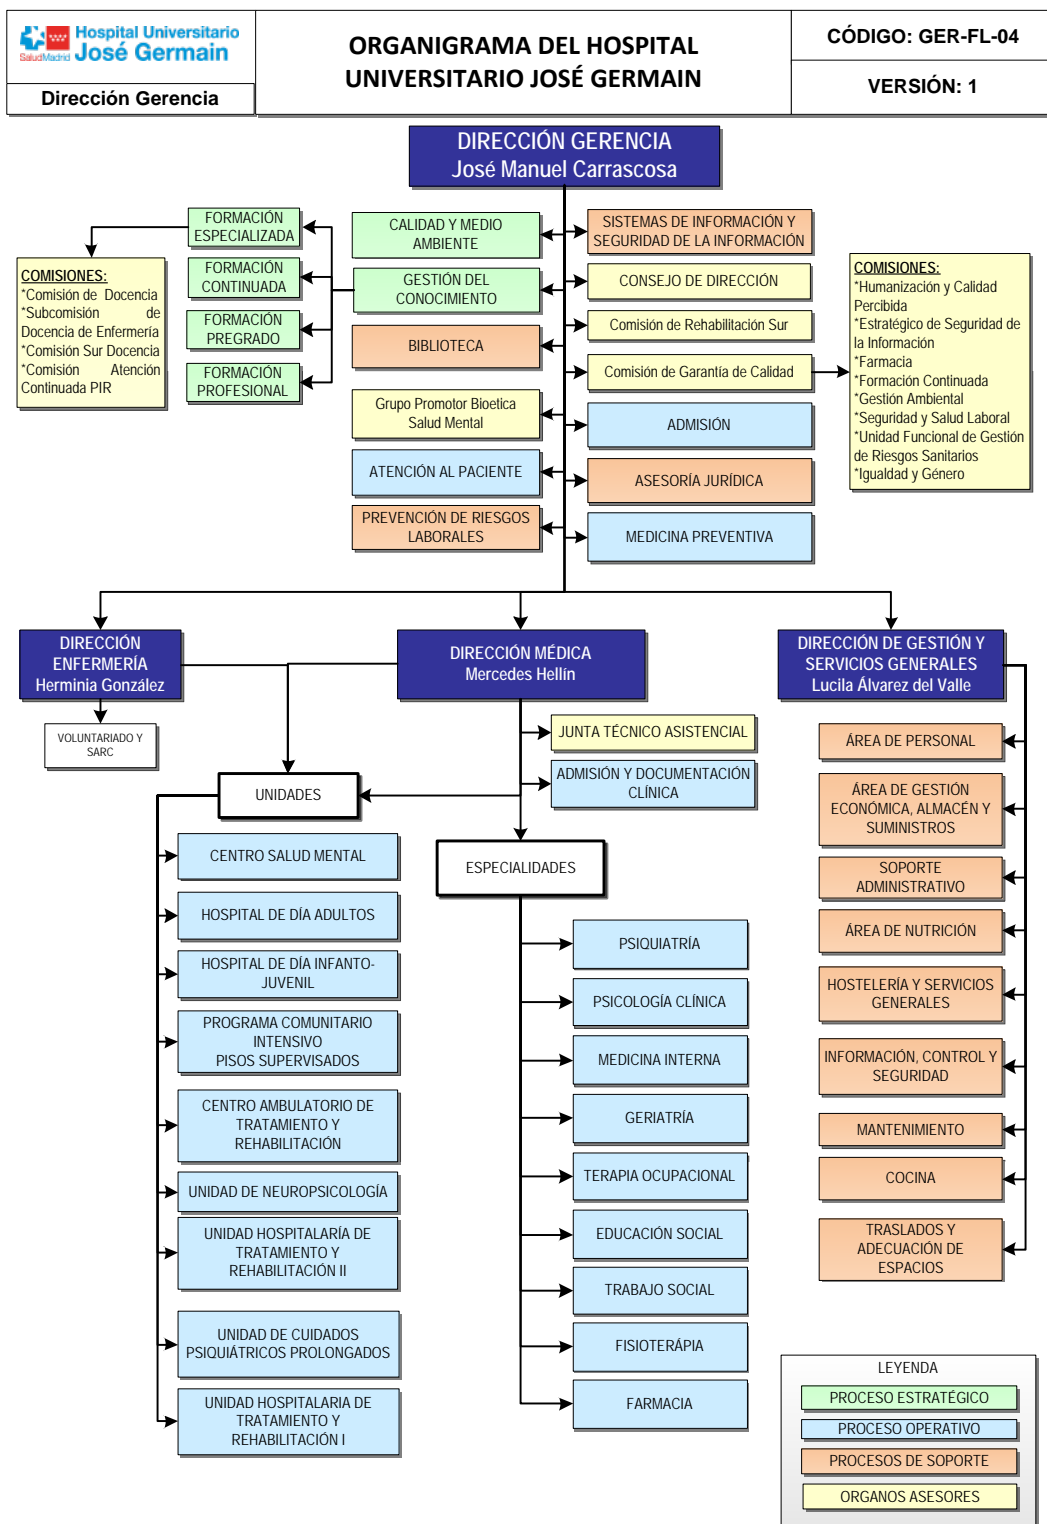 Hospital Universitario
José Germain
SaludMadrid
Dirección Gerencia
ORGANIGRAMA DEL HOSPITAL
UNIVERSITARIO JOSÉ GERMAIN
CÓDIGO: GER-FL-04
VERSIÓN: 1
DIRECCIÓN GERENCIA
José Manuel Carrascosa
FORMACIÓN
ESPECIALIZADA
FORMACIÓN
CONTINUADA
FORMACIÓN
PREGRADO
FORMACIÓN
PROFESIONAL
COMISIONES:
*Comisión de Docencia
*Subcomisión de
Docencia de Enfermería
*Comisión Sur Docencia
*Comisión Atención
Continuada PIR
CALIDAD Y MEDIO
AMBIENTE
GESTIÓN DEL
CONOCIMIENTO
BIBLIOTECA
Grupo Promotor Bioetica
Salud Mental
ATENCIÓN AL PACIENTE
PREVENCIÓN DE RIESGOS
LABORALES
SISTEMAS DE INFORMACIÓN Y
SEGURIDAD DE LA INFORMACIÓN
CONSEJO DE DIRECCIÓN
Comisión de Rehabilitación Sur
Comisión de Garantía de Calidad
ADMISIÓN
ASESORÍA JURÍDICA
MEDICINA PREVENTIVA
COMISIONES:
*Humanización y Calidad
Percibida
*Estratégico de Seguridad de
la Información
*Farmacia
*Formación Continuada
*Gestión Ambiental
*Seguridad y Salud Laboral
*Unidad Funcional de Gestión
de Riesgos Sanitarios
*Igualdad y Género
DIRECCIÓN
ENFERMERÍA
Herminia González
VOLUNTARIADO Y
SARC
DIRECCIÓN MÉDICA
Mercedes Hellín
DIRECCIÓN DE GESTIÓN Y
SERVICIOS GENERALES
Lucila Álvarez del Valle
JUNTA TÉCNICO ASISTENCIAL
ADMISIÓN Y DOCUMENTACIÓN
CLÍNICA
UNIDADES
CENTRO SALUD MENTAL
HOSPITAL DE DÍA ADULTOS
HOSPITAL DE DÍA INFANTO-
JUVENIL
PROGRAMA COMUNITARIO
INTENSIVO
PISOS SUPERVISADOS
CENTRO AMBULATORIO DE
TRATAMIENTO Y
REHABILITACIÓN
UNIDAD DE NEUROPSICOLOGÍA
UNIDAD HOSPITALARÍA DE
TRATAMIENTO Y
REHABILITACIÓN II
UNIDAD DE CUIDADOS
PSIQUIÁTRICOS PROLONGADOS
UNIDAD HOSPITALARIA DE
TRATAMIENTO Y
REHABILITACIÓN I
ESPECIALIDADES
PSIQUIATRÍA
PSICOLOGÍA CLÍNICA
MEDICINA INTERNA
GERIATRÍA
TERAPIA OCUPACIONAL
EDUCACIÓN SOCIAL
TRABAJO SOCIAL
FISIOTERÁPIA
FARMACIA
ÁREA DE PERSONAL
ÁREA DE GESTIÓN
ECONÓMICA, ALMACÉN Y
SUMINISTROS
SOPORTE
ADMINISTRATIVO
ÁREA DE NUTRICIÓN
HOSTELERÍA Y SERVICIOS
GENERALES
INFORMACIÓN, CONTROL Y
SEGURIDAD
MANTENIMIENTO
COCINA
TRASLADOS Y
ADECUACIÓN DE
ESPACIOS
LEYENDA
PROCESO ESTRATÉGICO
PROCESO OPERATIVO
PROCESOS DE SOPORTE
ORGANOS ASESORES